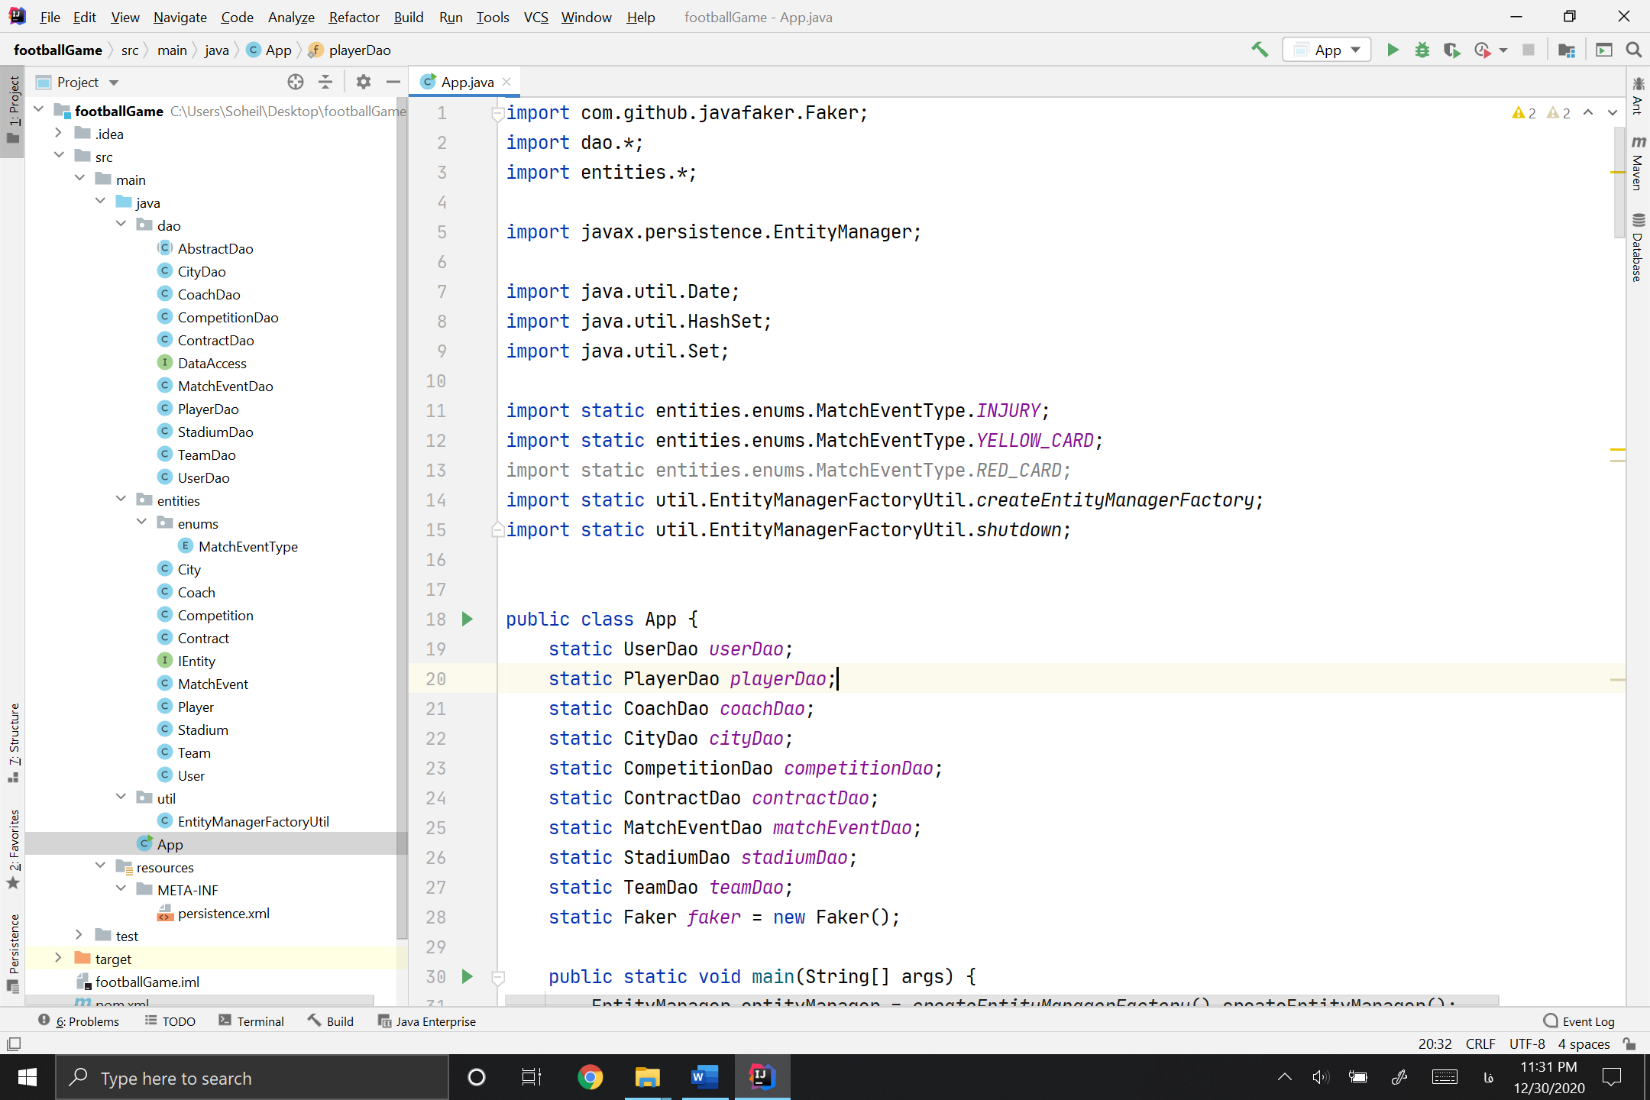 File Edit View Navigate Code Analyze Refactor Build Run Tools VCS Window Help footballGame - App.java
footballGame src main java App playerDao
App
Project
App.java
1: Project
7: Structure
2: Favorites
Persistence
footballGame C:\Users\Soheil\Desktop\footballGame
.idea
src
main
java
dao
AbstractDao
CityDao
CoachDao
CompetitionDao
ContractDao
DataAccess
MatchEventDao
PlayerDao
StadiumDao
TeamDao
UserDao
entities
enums
MatchEventType
City
Coach
Competition
Contract
IEntity
MatchEvent
Player
Stadium
Team
User
util
EntityManagerFactoryUtil
App
resources
META-INF
persistence.xml
test
target
footballGame.iml
pom.xml
1 import com.github.javafaker.Faker;
2 import dao.*;
3 import entities.*;
4
5 import javax.persistence.EntityManager;
6
7 import java.util.Date;
8 import java.util.HashSet;
9 import java.util.Set;
10
11 import static entities.enums.MatchEventType.INJURY;
12 import static entities.enums.MatchEventType.YELLOW_CARD;
13 import static entities.enums.MatchEventType.RED_CARD;
14 import static util.EntityManagerFactoryUtil.createEntityManagerFactory;
15 import static util.EntityManagerFactoryUtil.shutdown;
16
17
18 public class App {
19 static UserDao userDao;
20 static PlayerDao playerDao;
21 static CoachDao coachDao;
22 static CityDao cityDao;
23 static CompetitionDao competitionDao;
24 static ContractDao contractDao;
25 static MatchEventDao matchEventDao;
26 static StadiumDao stadiumDao;
27 static TeamDao teamDao;
28 static Faker faker = new Faker();
29
30 public static void main(String[] args) {
31 EntityManager entityManager = createEntityManagerFactory().createEntityManager();
2 2
Ant
Maven
Database
6: Problems TODO Terminal Build Java Enterprise Event Log
20:32 CRLF UTF-8 4 spaces
Type here to search
فا
11:31 PM
12/30/2020